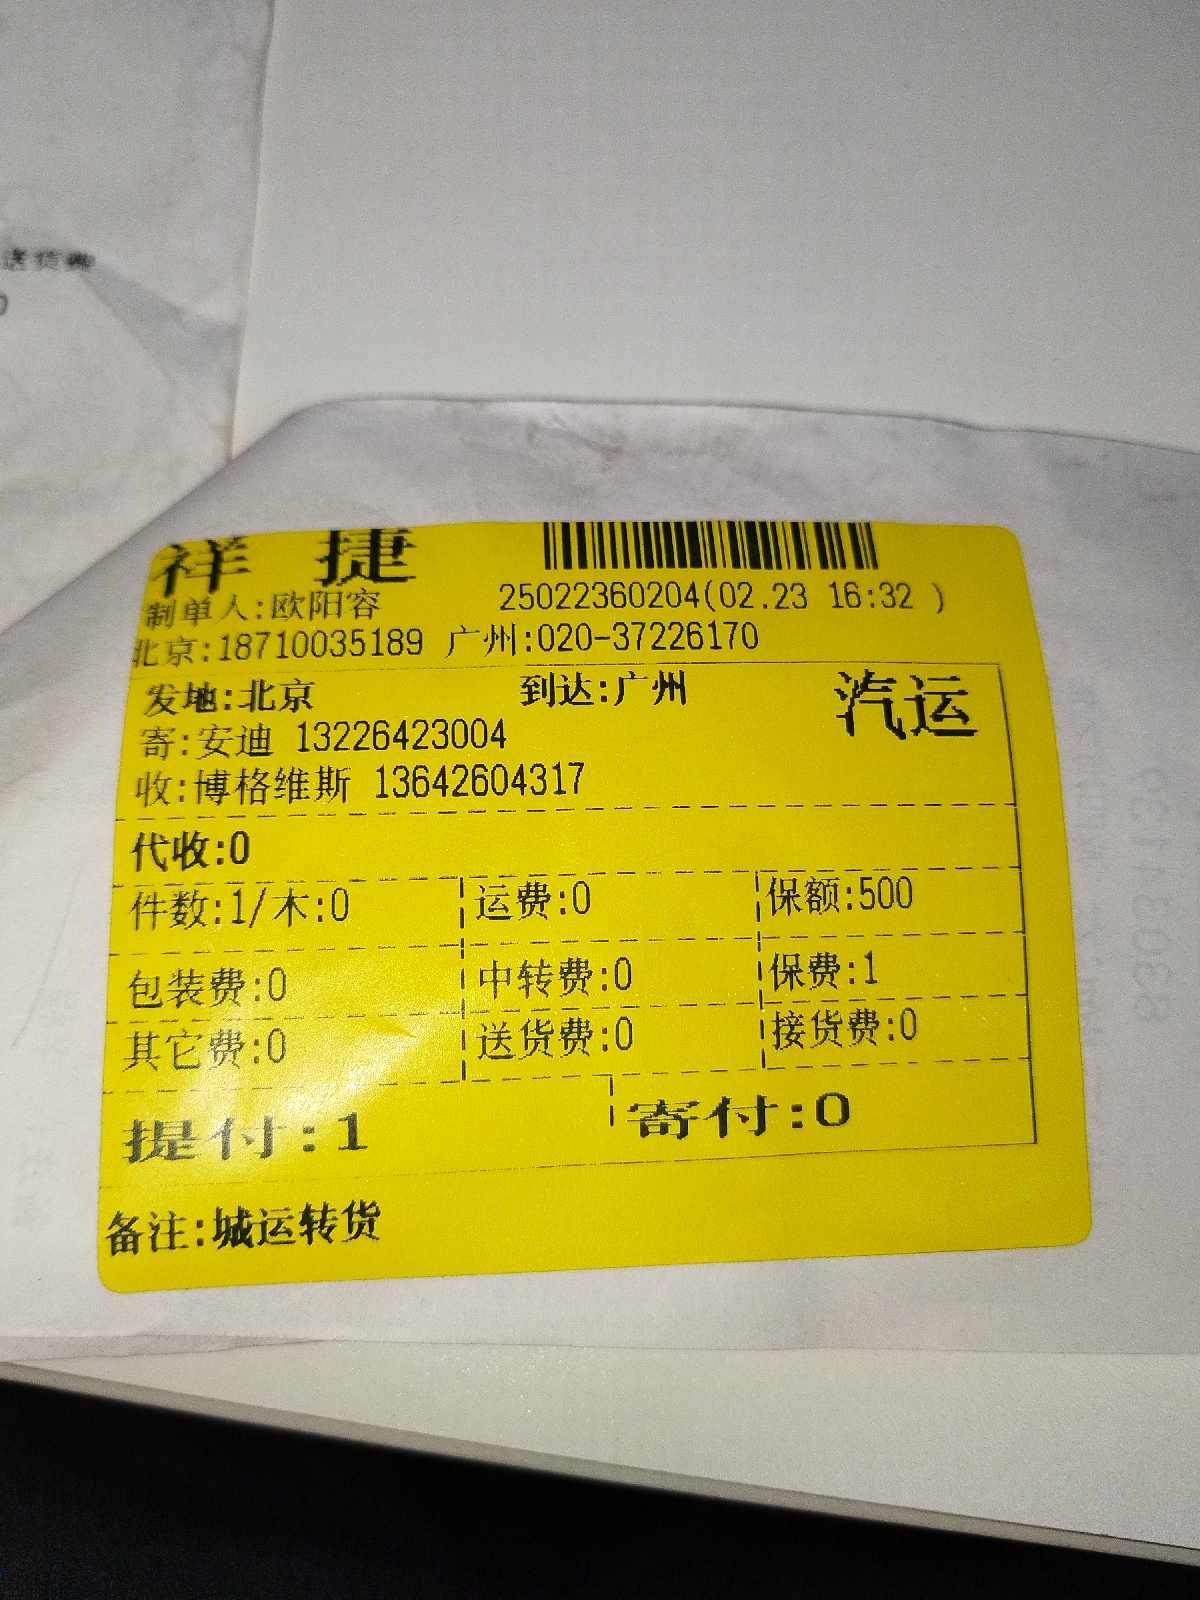 送货费
祥 捷
制单人:欧阳容 25022360204(02.23 16:32 )
北京:18710035189 广州:020-37226170
发地:北京 到达:广州 汽运
寄:安迪 13226423004
收:博格维斯 13642604317
代收:0
件数:1/木:0 运费:0 保额:500
包装费:0 中转费:0 保费:1
其它费:0 送货费:0 接货费:0
提付:1 寄付:0
备注:城运转货